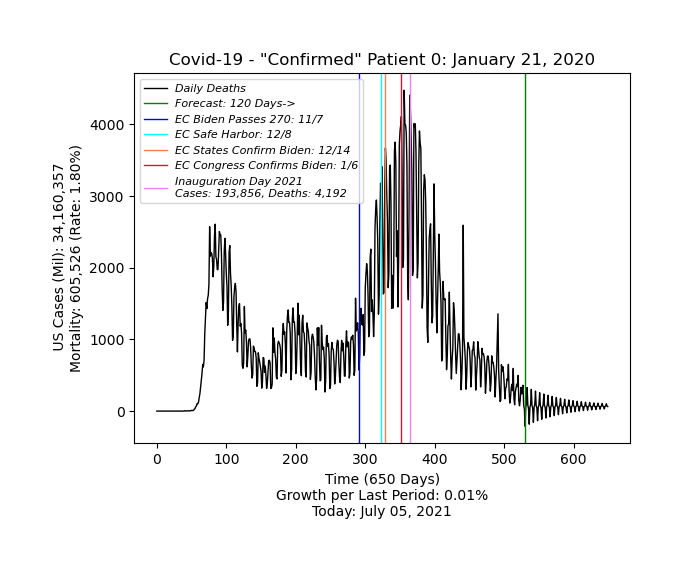 Covid-19 - "Confirmed" Patient 0: January 21, 2020
Daily Deaths
Forecast: 120 Days->
EC Biden Passes 270: 11/7
EC Safe Harbor: 12/8
EC States Confirm Biden: 12/14
EC Congress Confirms Biden: 1/6
Inauguration Day 2021
Cases: 193,856, Deaths: 4,192
US Cases (Mil): 34,160,357
Mortality: 605,526 (Rate: 1.80%)
4000
3000
2000
1000
0
0 100 200 300 400 500 600
Time (650 Days)
Growth per Last Period: 0.01%
Today: July 05, 2021